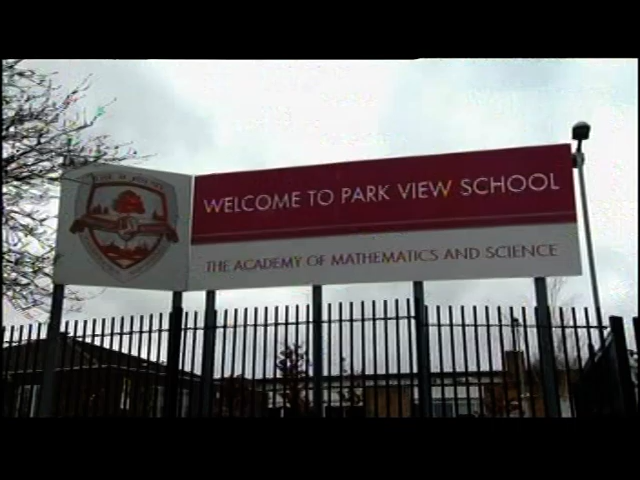 WELCOME TO PARK VIEW SCHOOL
THE ACADEMY OF MATHEMATICS AND SCIENCE